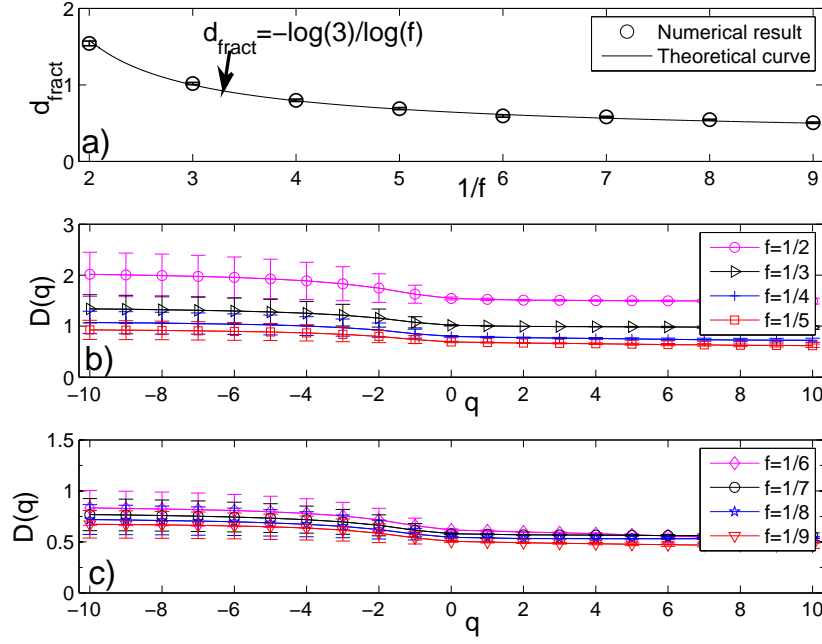 d_fract=−log(3)/log(f)
Numerical result
Theoretical curve
d_fract
2
1
0
a)
2 3 4 5 6 7 8 9
1/f
3
2
1
0
D(q)
b)
f=1/2
f=1/3
f=1/4
f=1/5
−10 −8 −6 −4 −2 0 2 4 6 8 10
q
1.5
1
0.5
0
D(q)
c)
f=1/6
f=1/7
f=1/8
f=1/9
−10 −8 −6 −4 −2 0 2 4 6 8 10
q